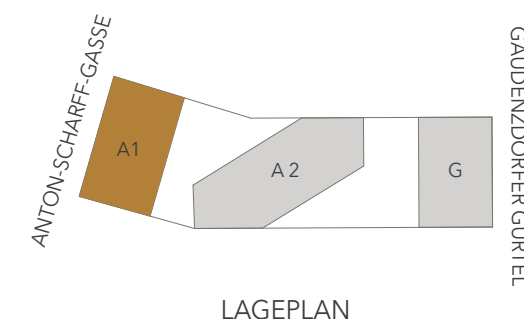 ANTON-SCHARFF-GASSE
A1
A 2
G
GAUDENZDORFER GÜRTEL
LAGEPLAN